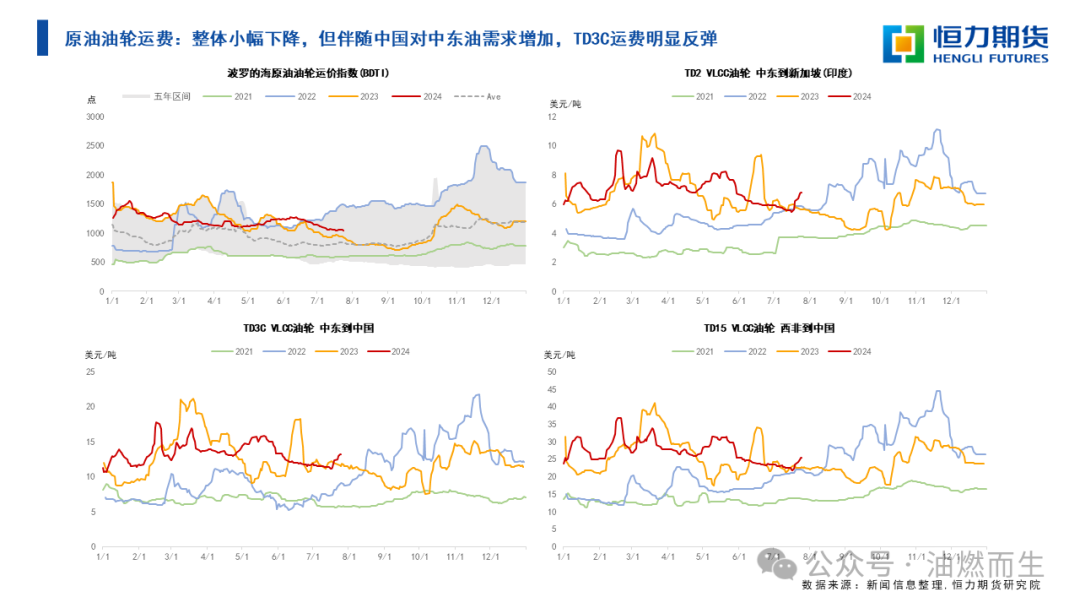 原油油轮运费：整体小幅下降，但伴随中国对中东油需求增加，TD3C运费明显反弹
恒力期货
HENGLI FUTURES
波罗的海原油油轮运价指数(BDTI)
点
五年区间 2021 2022 2023 2024 Ave
3000
2500
2000
1500
1000
500
0
1/1 2/1 3/1 4/1 5/1 6/1 7/1 8/1 9/1 10/1 11/1 12/1
TD2 VLCC油轮 中东到新加坡(印度)
美元/吨
2021 2022 2023 2024
12
10
8
6
4
2
0
1/1 2/1 3/1 4/1 5/1 6/1 7/1 8/1 9/1 10/1 11/1 12/1
TD3C VLCC油轮 中东到中国
美元/吨
2021 2022 2023 2024
25
20
15
10
5
0
1/1 2/1 3/1 4/1 5/1 6/1 7/1 8/1 9/1 10/1 11/1 12/1
TD15 VLCC油轮 西非到中国
美元/吨
2021 2022 2023 2024
50
45
40
35
30
25
20
15
10
5
0
1/1 2/1 3/1 4/1 5/1 6/1 7/1 8/1 9/1 10/1 11/1 12/1
公众号·油燃而生
数据来源：新闻信息整理，恒力期货研究院